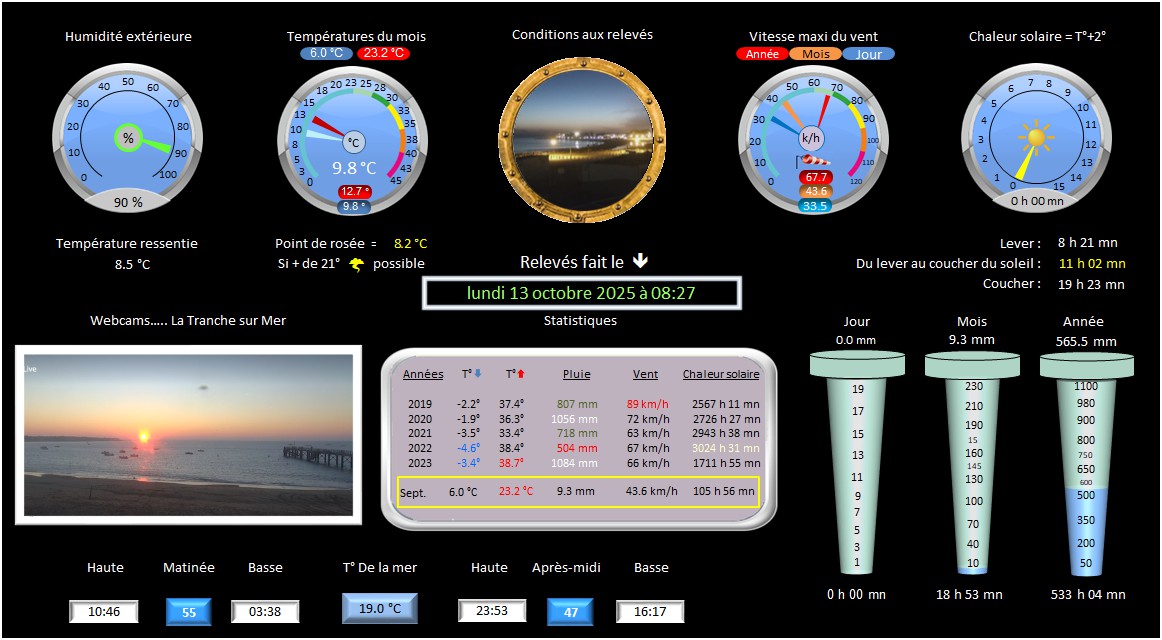 Humidité extérieure
Températures du mois
6.0 °C 23.2 °C
Conditions aux relevés
Vitesse maxi du vent
Année Mois Jour
Chaleur solaire = T°+2°
0 10 20 30 40 50 60 70 80 90 100
%
90 %
0 3 5 8 10 13 15 18 20 23 25 28 30 33 35 38 40 43 45
°C
9.8 °C
12.7 °
9.8 °
0 10 20 30 40 50 60 70 80 90 100 110 120
k/h
67.7
43.6
33.5
0 1 2 3 4 5 6 7 8 9 10 11 12 13 14 15
0 h 00 mn
Température ressentie
8.5 °C
Point de rosée = 8.2 °C
Si + de 21° possible
Relevés fait le
lundi 13 octobre 2025 à 08:27
Lever : 8 h 21 mn
Du lever au coucher du soleil : 11 h 02 mn
Coucher : 19 h 23 mn
Webcams..... La Tranche sur Mer
Live
Statistiques
Années T° T° Pluie Vent Chaleur solaire
2019 -2.2° 37.4° 807 mm 89 km/h 2567 h 11 mn
2020 -1.9° 36.3° 1056 mm 72 km/h 2726 h 27 mn
2021 -3.5° 33.4° 718 mm 63 km/h 2943 h 38 mn
2022 -4.6° 38.4° 504 mm 67 km/h 3024 h 31 mn
2023 -3.4° 38.7° 1084 mm 66 km/h 1711 h 55 mn
Sept. 6.0 °C 23.2 °C 9.3 mm 43.6 km/h 105 h 56 mn
Jour
0.0 mm
19
17
15
13
11
9
7
5
3
1
0 h 00 mn
Mois
9.3 mm
230
210
190
15
160
145
130
100
70
40
10
18 h 53 mn
Année
565.5 mm
1100
980
900
800
750
650
600
500
350
200
50
533 h 04 mn
Haute Matinée Basse T° De la mer Haute Après-midi Basse
10:46 55 03:38 19.0 °C 23:53 47 16:17